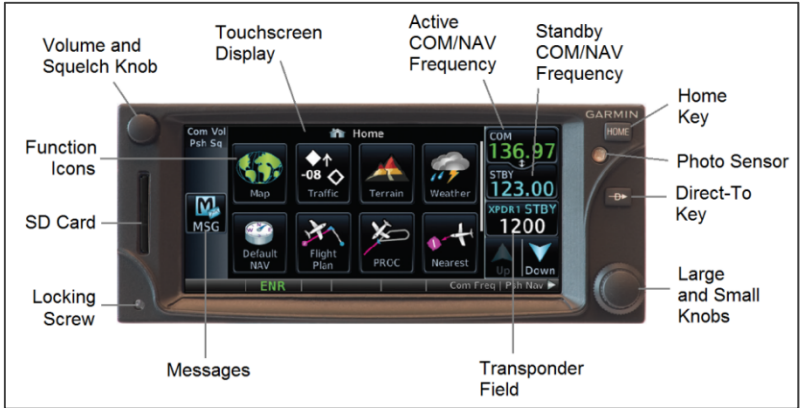 Active
COM/NAV
Frequency
Standby
COM/NAV
Frequency
Touchscreen
Display
Volume and
Squelch Knob
Home
Key
Function
Icons
Photo Sensor
Direct-To
Key
SD Card
Large
and Small
Knobs
Locking
Screw
Messages
Transponder
Field
GARMIN
HOME
D
Com Vol
Psh Sq
Home
COM
136.97
STBY
123.00
XPDR1 STBY
1200
-08
Map
Traffic
Terrain
Weather
MSG
Default
NAV
Flight
Plan
PROC
Nearest
Up
Down
ENR
Com Freq | Psh Nav